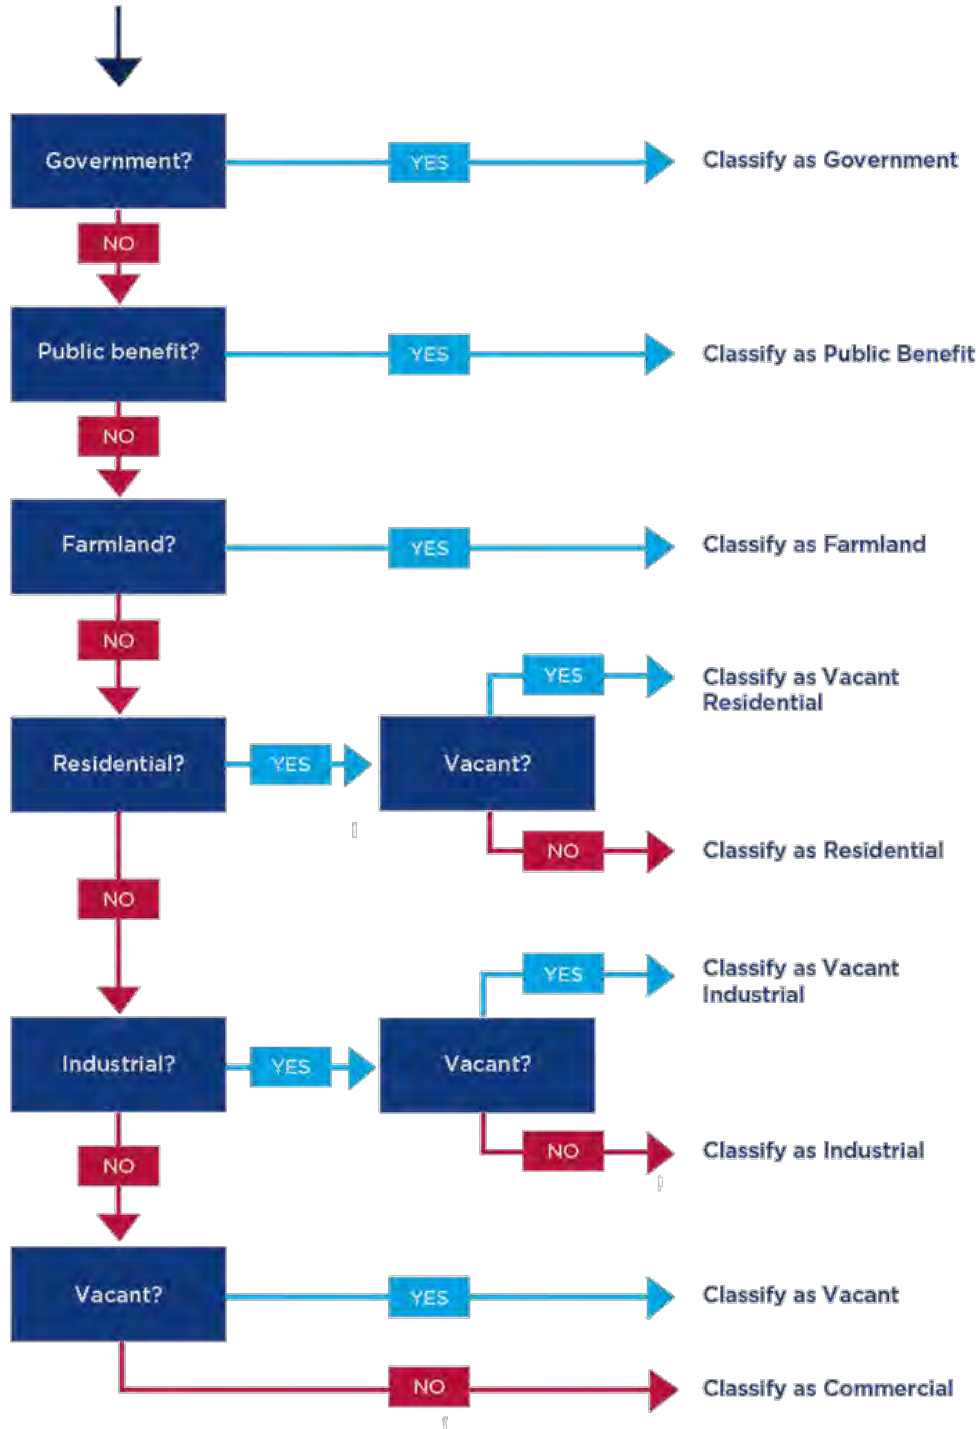 Government?
YES
Classify as Government
NO
Public benefit?
YES
Classify as Public Benefit
NO
Farmland?
YES
Classify as Farmland
NO
Residential?
YES
Vacant?
YES
Classify as Vacant
Residential
NO
Classify as Residential
NO
Industrial?
YES
Vacant?
YES
Classify as Vacant
Industrial
NO
Classify as Industrial
NO
Vacant?
YES
Classify as Vacant
NO
Classify as Commercial